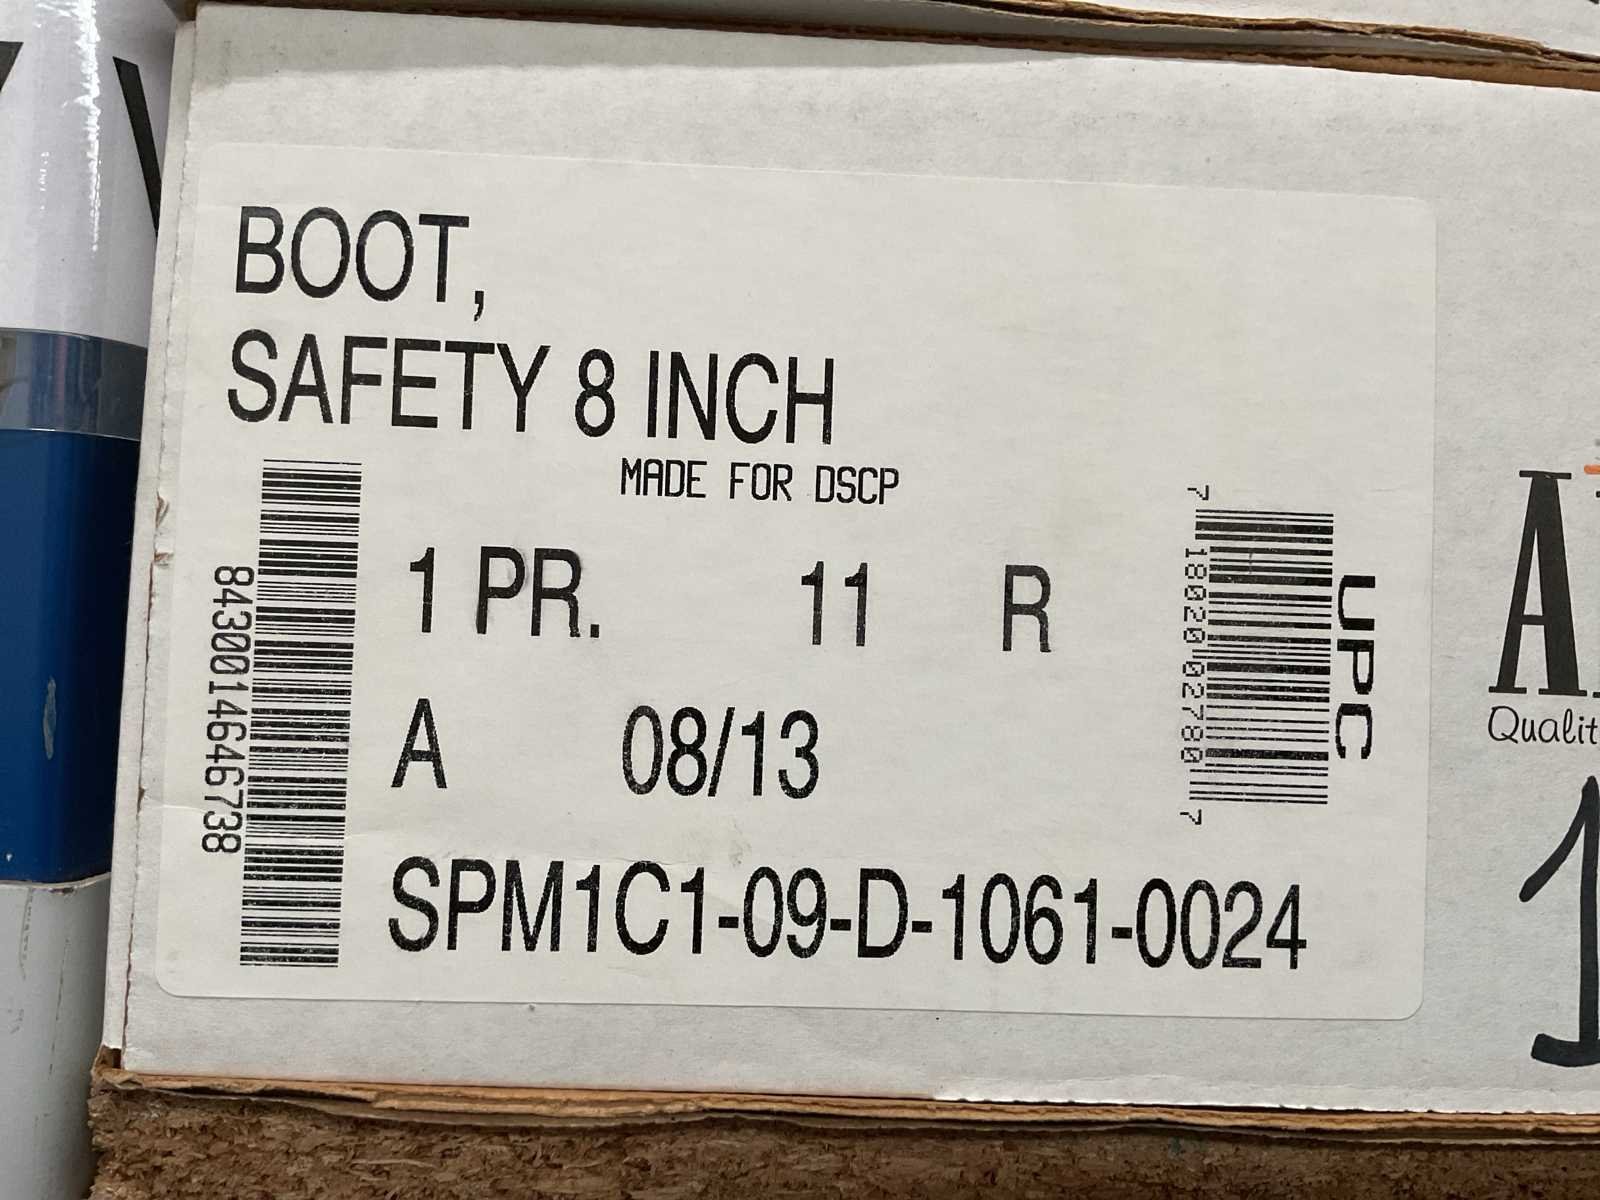 BOOT,
SAFETY 8 INCH
MADE FOR DSCP
1 PR. 11 R
A 08/13
SPM1C1-09-D-1061-0024
8430014646738
7 18020 02780 7
UPC